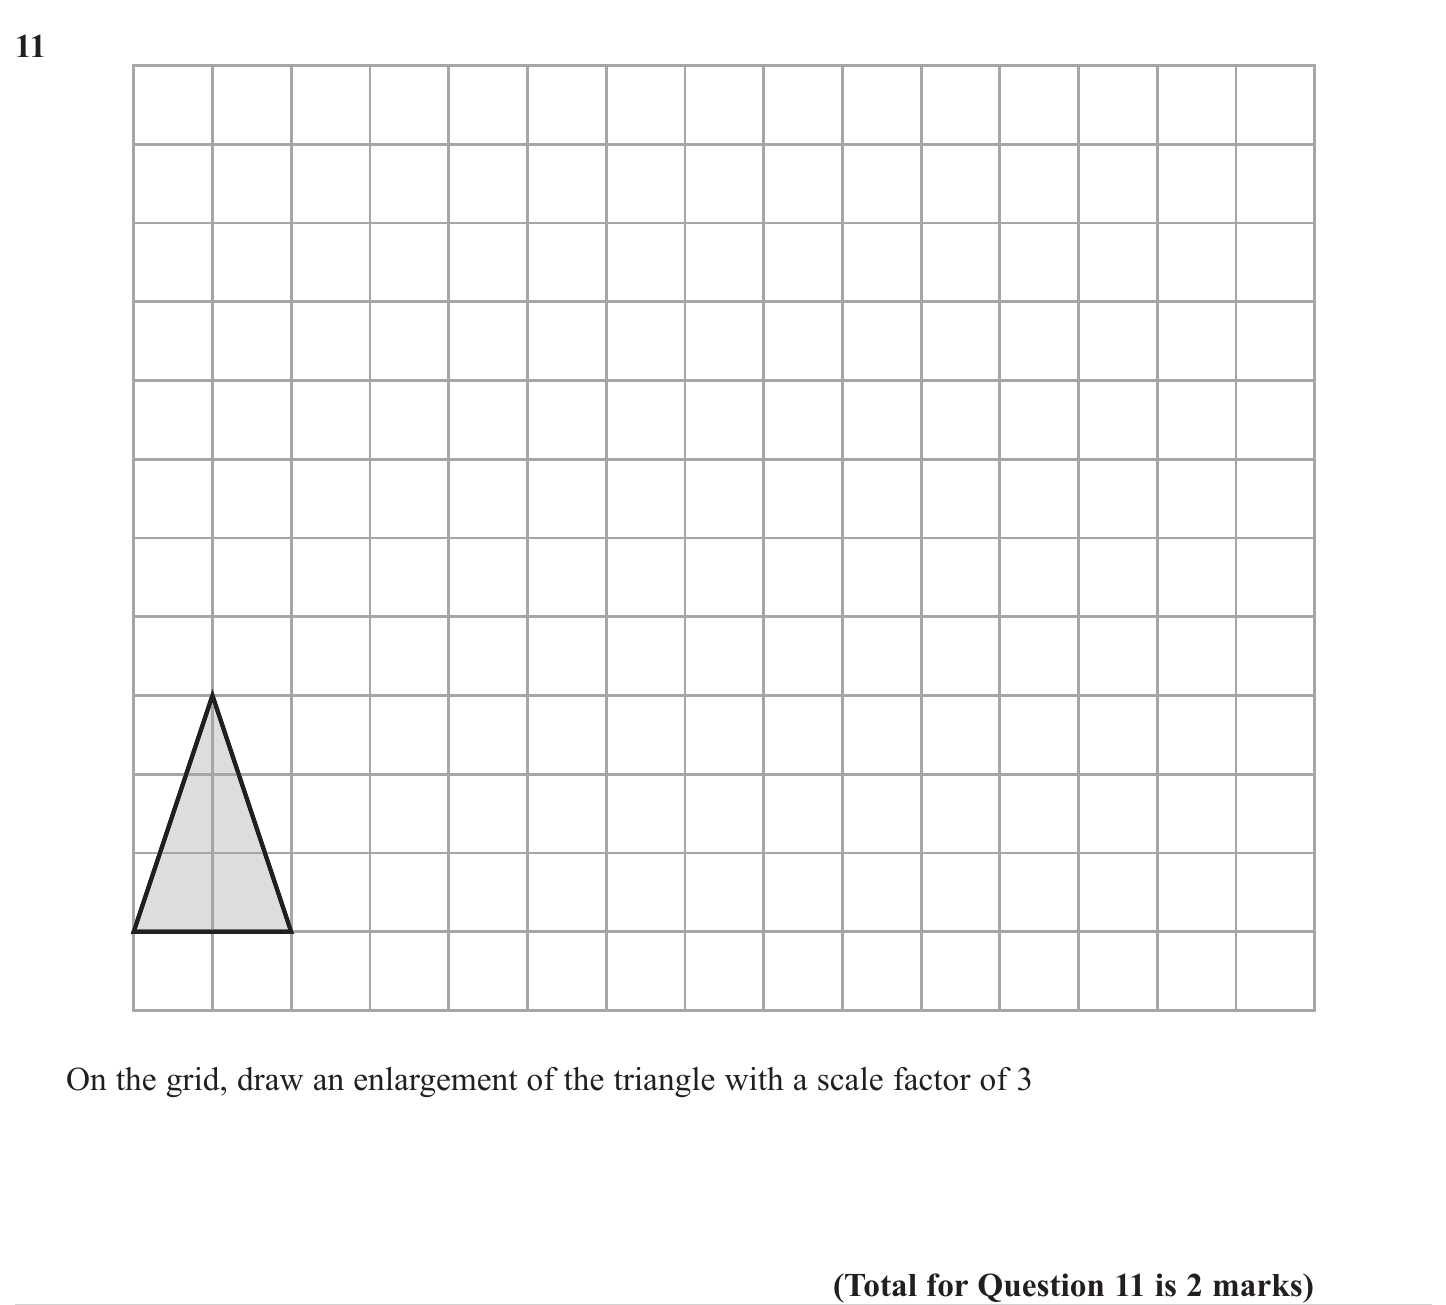 11
On the grid, draw an enlargement of the triangle with a scale factor of 3
(Total for Question 11 is 2 marks)